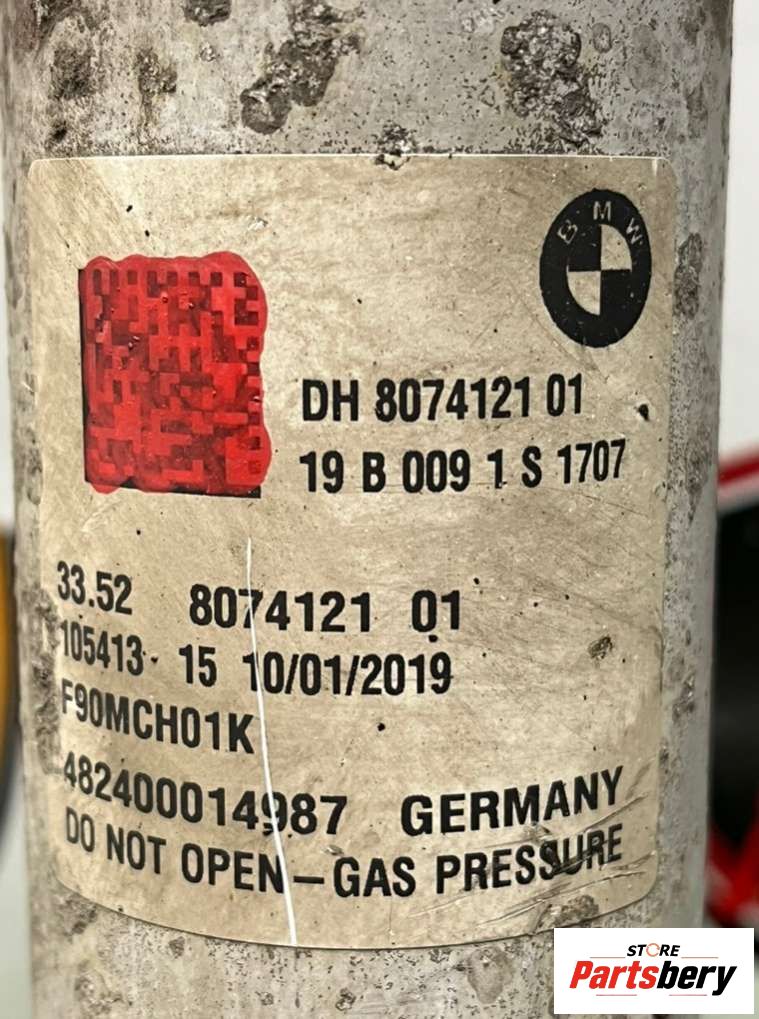 BMW
DH 8074121 01
19 B 009 1 S 1707
33.52 8074121 01
105413- 15 10/01/2019
F90MCH01K
482400014987 GERMANY
DO NOT OPEN–GAS PRESSURE
STORE
Partsbery